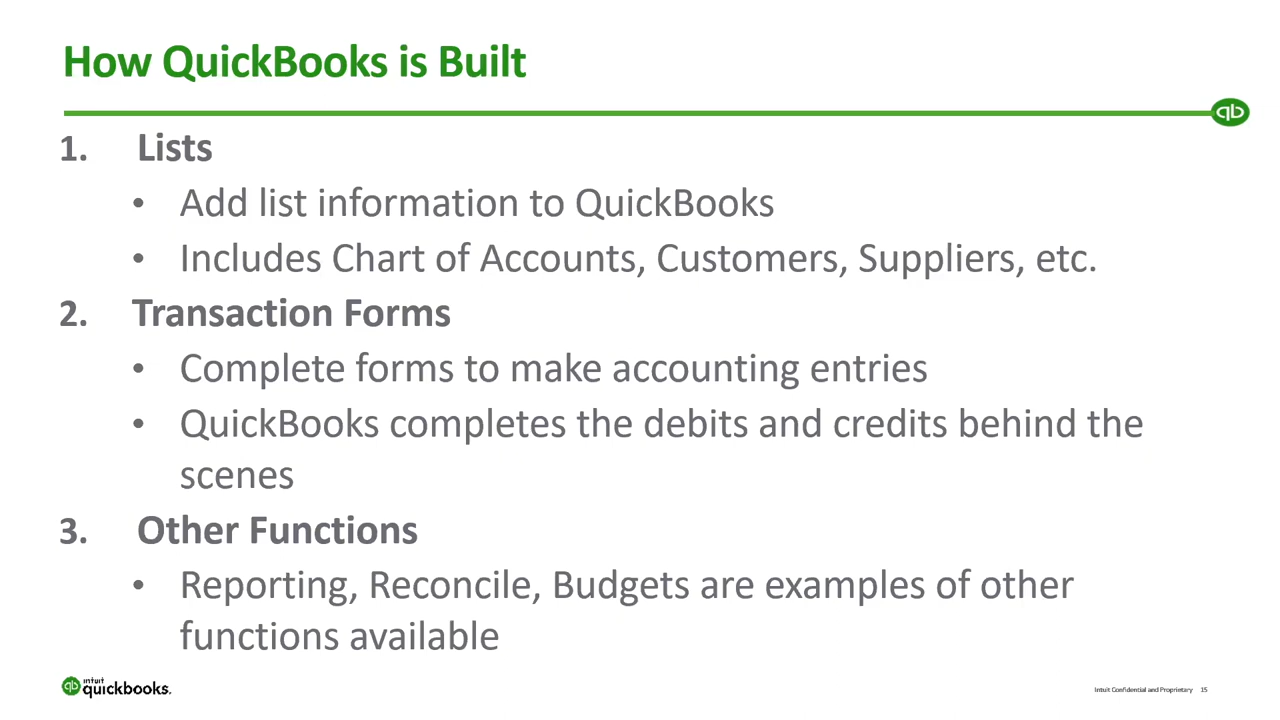 How QuickBooks is Built
qb
1. Lists
• Add list information to QuickBooks
• Includes Chart of Accounts, Customers, Suppliers, etc.
2. Transaction Forms
• Complete forms to make accounting entries
• QuickBooks completes the debits and credits behind the
scenes
3. Other Functions
• Reporting, Reconcile, Budgets are examples of other
functions available
qb intuit quickbooks.
Intuit Confidential and Proprietary 15